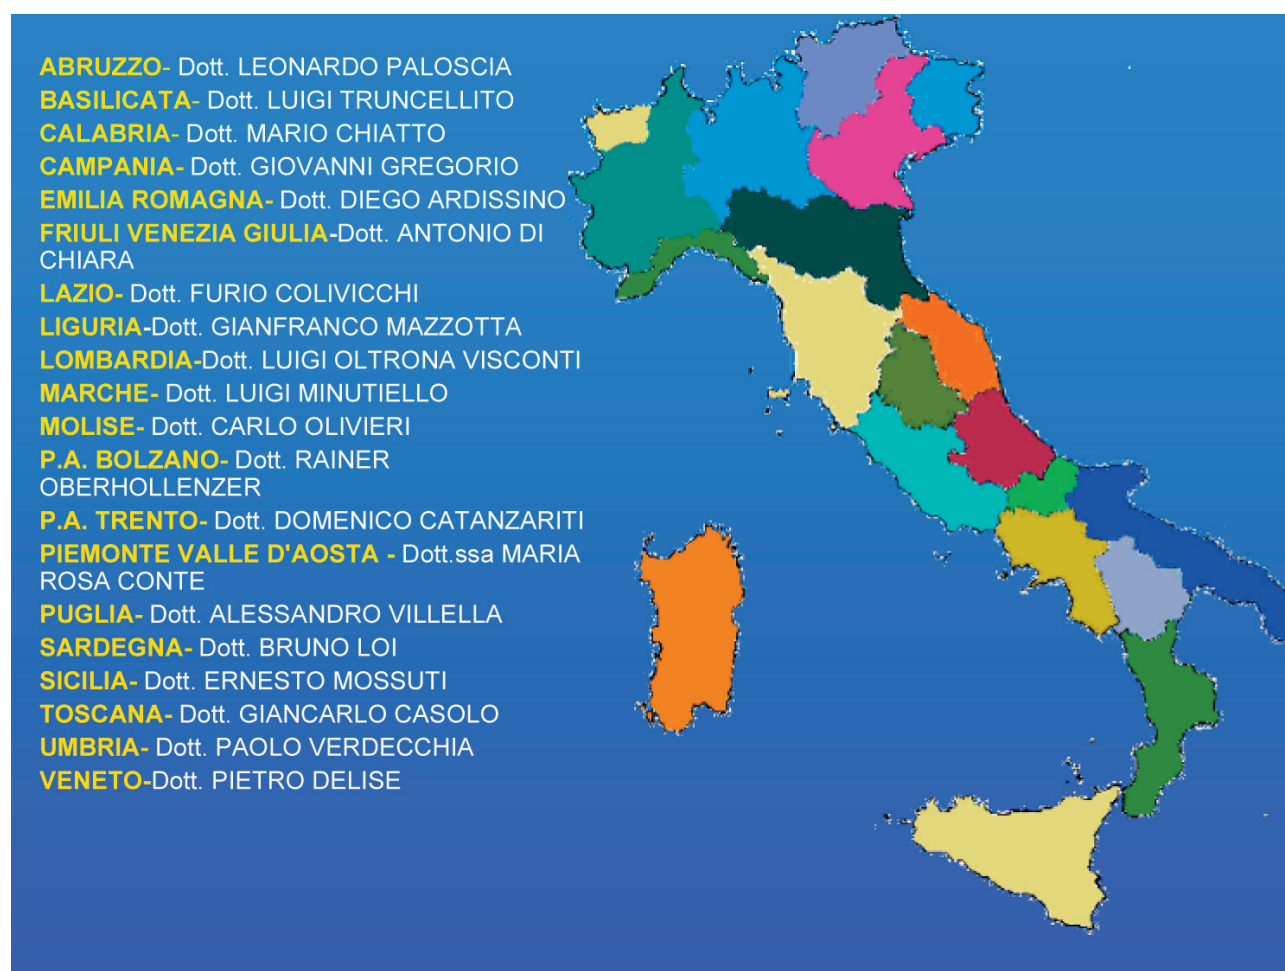 ABRUZZO- Dott. LEONARDO PALOSCIA
BASILICATA- Dott. LUIGI TRUNCELLITO
CALABRIA- Dott. MARIO CHIATTO
CAMPANIA- Dott. GIOVANNI GREGORIO
EMILIA ROMAGNA- Dott. DIEGO ARDISSINO
FRIULI VENEZIA GIULIA-Dott. ANTONIO DI
CHIARA
LAZIO- Dott. FURIO COLIVICCHI
LIGURIA-Dott. GIANFRANCO MAZZOTTA
LOMBARDIA-Dott. LUIGI OLTRONA VISCONTI
MARCHE- Dott. LUIGI MINUTIELLO
MOLISE- Dott. CARLO OLIVIERI
P.A. BOLZANO- Dott. RAINER
OBERHOLLENZER
P.A. TRENTO- Dott. DOMENICO CATANZARITI
PIEMONTE VALLE D'AOSTA - Dott.ssa MARIA
ROSA CONTE
PUGLIA- Dott. ALESSANDRO VILLELLA
SARDEGNA- Dott. BRUNO LOI
SICILIA- Dott. ERNESTO MOSSUTI
TOSCANA- Dott. GIANCARLO CASOLO
UMBRIA- Dott. PAOLO VERDECCHIA
VENETO-Dott. PIETRO DELISE